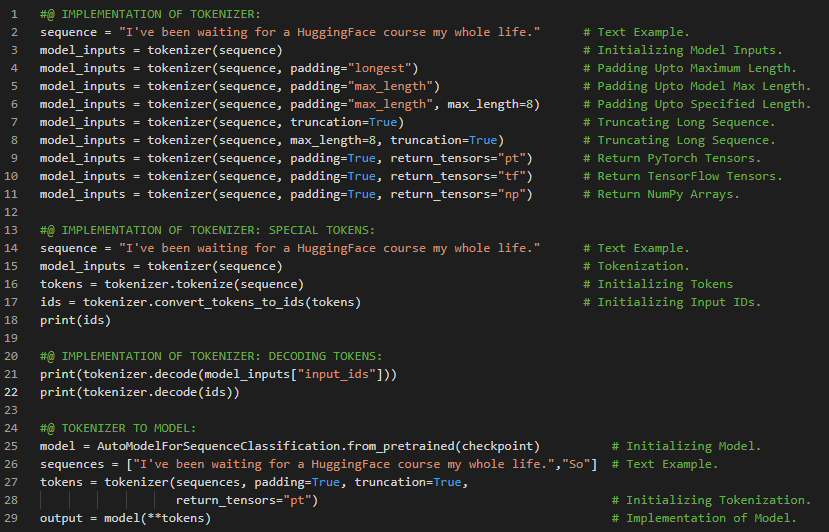 1 #@ IMPLEMENTATION OF TOKENIZER:
2 sequence = "I've been waiting for a HuggingFace course my whole life." # Text Example.
3 model_inputs = tokenizer(sequence) # Initializing Model Inputs.
4 model_inputs = tokenizer(sequence, padding="longest") # Padding Upto Maximum Length.
5 model_inputs = tokenizer(sequence, padding="max_length") # Padding Upto Model Max Length.
6 model_inputs = tokenizer(sequence, padding="max_length", max_length=8) # Padding Upto Specified Length.
7 model_inputs = tokenizer(sequence, truncation=True) # Truncating Long Sequence.
8 model_inputs = tokenizer(sequence, max_length=8, truncation=True) # Truncating Long Sequence.
9 model_inputs = tokenizer(sequence, padding=True, return_tensors="pt") # Return PyTorch Tensors.
10 model_inputs = tokenizer(sequence, padding=True, return_tensors="tf") # Return TensorFlow Tensors.
11 model_inputs = tokenizer(sequence, padding=True, return_tensors="np") # Return NumPy Arrays.
12
13 #@ IMPLEMENTATION OF TOKENIZER: SPECIAL TOKENS:
14 sequence = "I've been waiting for a HuggingFace course my whole life." # Text Example.
15 model_inputs = tokenizer(sequence) # Tokenization.
16 tokens = tokenizer.tokenize(sequence) # Initializing Tokens
17 ids = tokenizer.convert_tokens_to_ids(tokens) # Initializing Input IDs.
18 print(ids)
19
20 #@ IMPLEMENTATION OF TOKENIZER: DECODING TOKENS:
21 print(tokenizer.decode(model_inputs["input_ids"]))
22 print(tokenizer.decode(ids))
23
24 #@ TOKENIZER TO MODEL:
25 model = AutoModelForSequenceClassification.from_pretrained(checkpoint) # Initializing Model.
26 sequences = ["I've been waiting for a HuggingFace course my whole life.","So"] # Text Example.
27 tokens = tokenizer(sequences, padding=True, truncation=True,
28 return_tensors="pt") # Initializing Tokenization.
29 output = model(**tokens) # Implementation of Model.